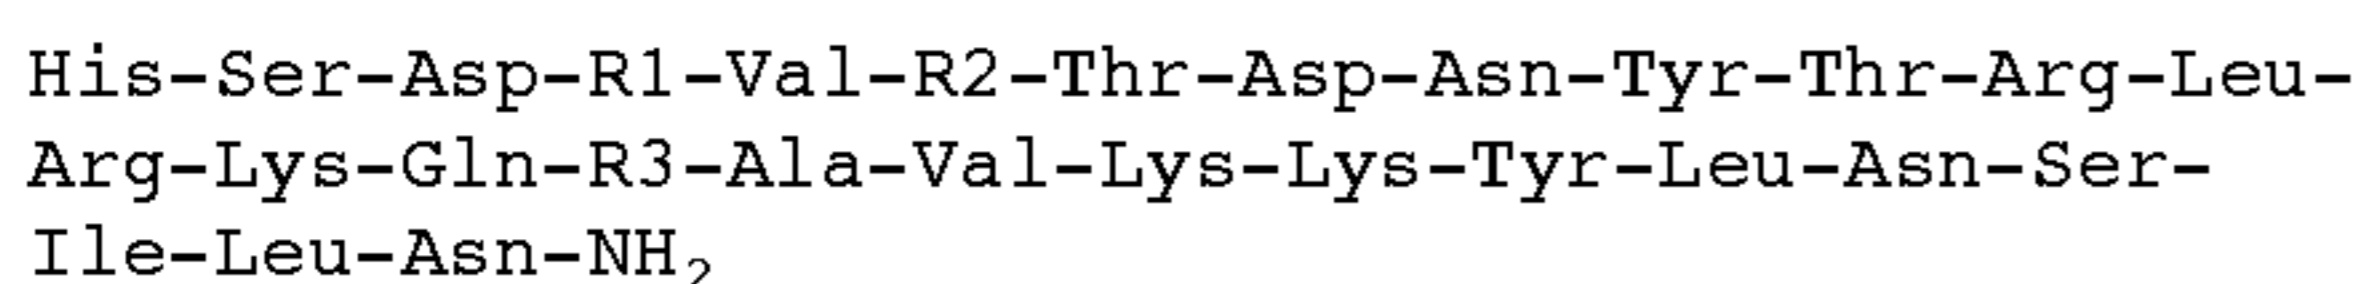 His-Ser-Asp-R1-Val-R2-Thr-Asp-Asn-Tyr-Thr-Arg-Leu-
Arg-Lys-Gln-R3-Ala-Val-Lys-Lys-Tyr-Leu-Asn-Ser-
Ile-Leu-Asn-NH₂